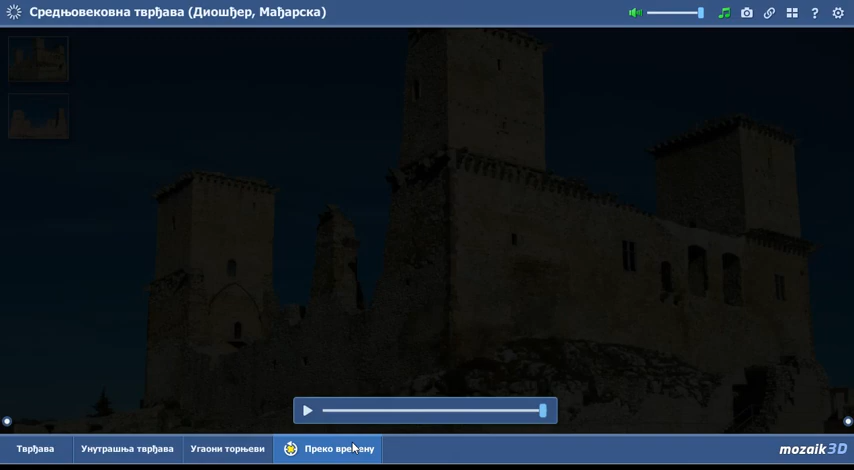 Средњовековна тврђава (Диошђер, Мађарска)
?
Тврђава
Унутрашња тврђава
Угаони торњеви
Преко времену
mozaik3D